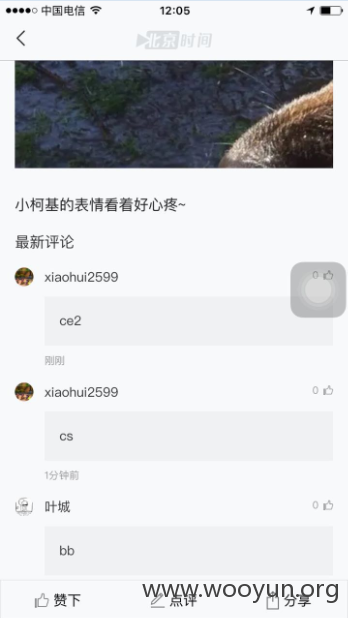 中国电信
12:05
北京时间
小柯基的表情看着好心疼~
最新评论
xiaohui2599
0
ce2
刚刚
xiaohui2599
0
cs
1分钟前
叶城
0
bb
赞下
点评
分享
www.wooyun.org